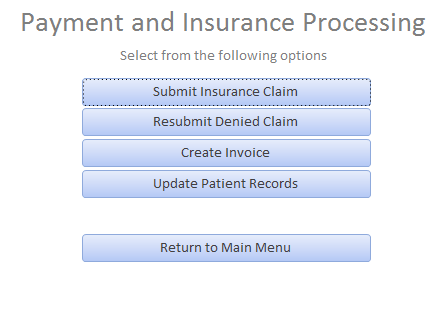 Payment and Insurance Processing
Select from the following options
Submit Insurance Claim
Resubmit Denied Claim
Create Invoice
Update Patient Records
Return to Main Menu